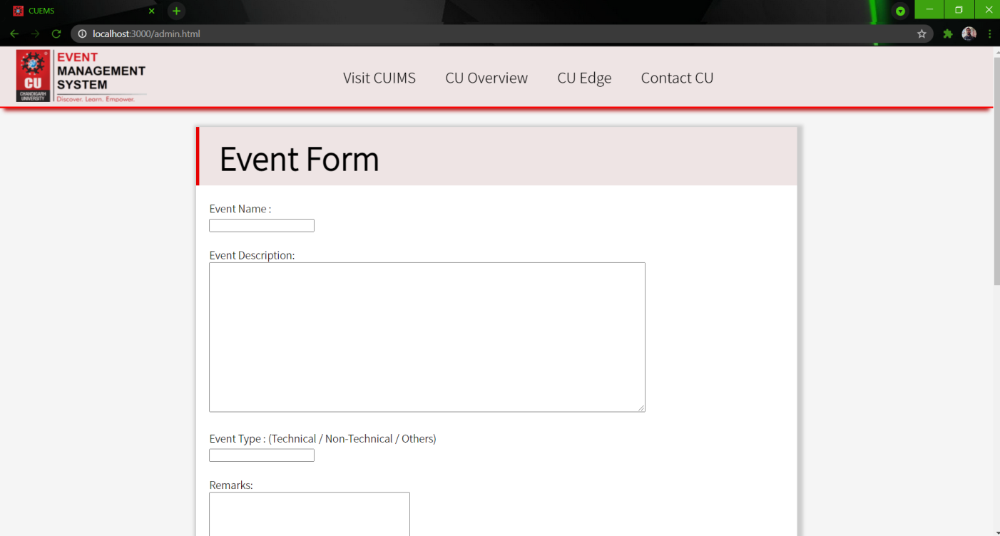 CUEMS
localhost:3000/admin.html
CU
CHANDIGARH
UNIVERSITY
EVENT
MANAGEMENT
SYSTEM
Discover. Learn. Empower.
Visit CUIMS
CU Overview
CU Edge
Contact CU
Event Form
Event Name :
Event Description:
Event Type : (Technical / Non-Technical / Others)
Remarks: